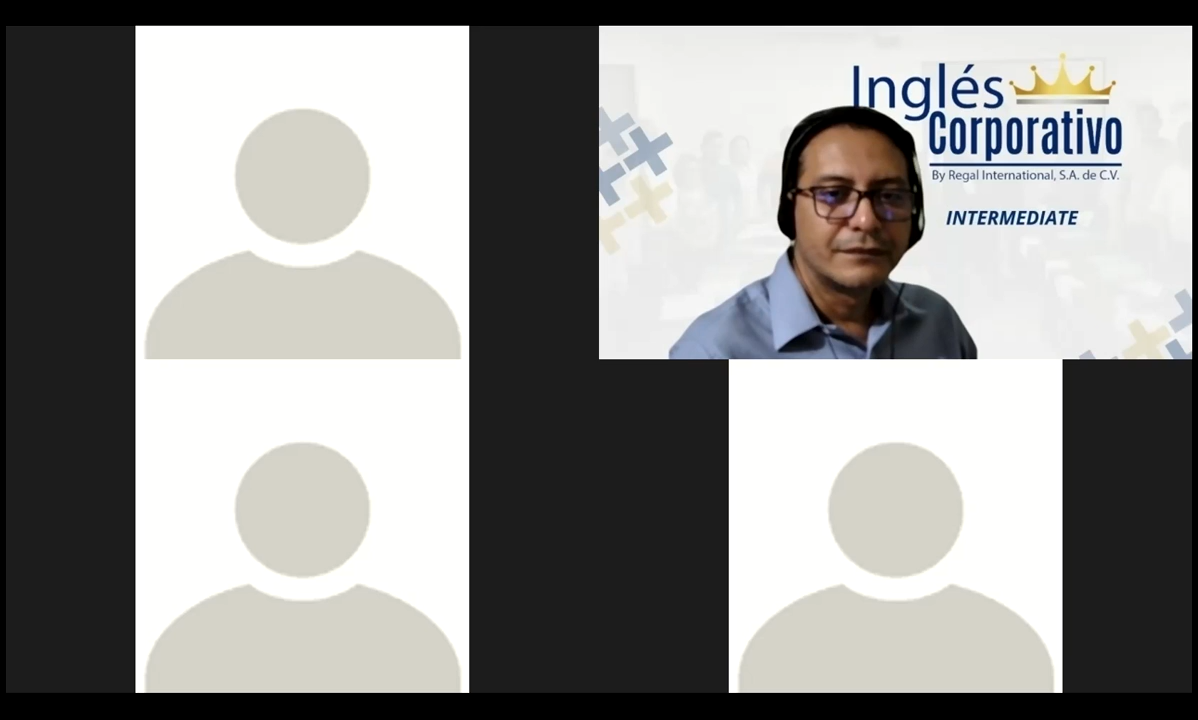 Inglés
Corporativo
By Regal International, S.A. de C.V.
INTERMEDIATE